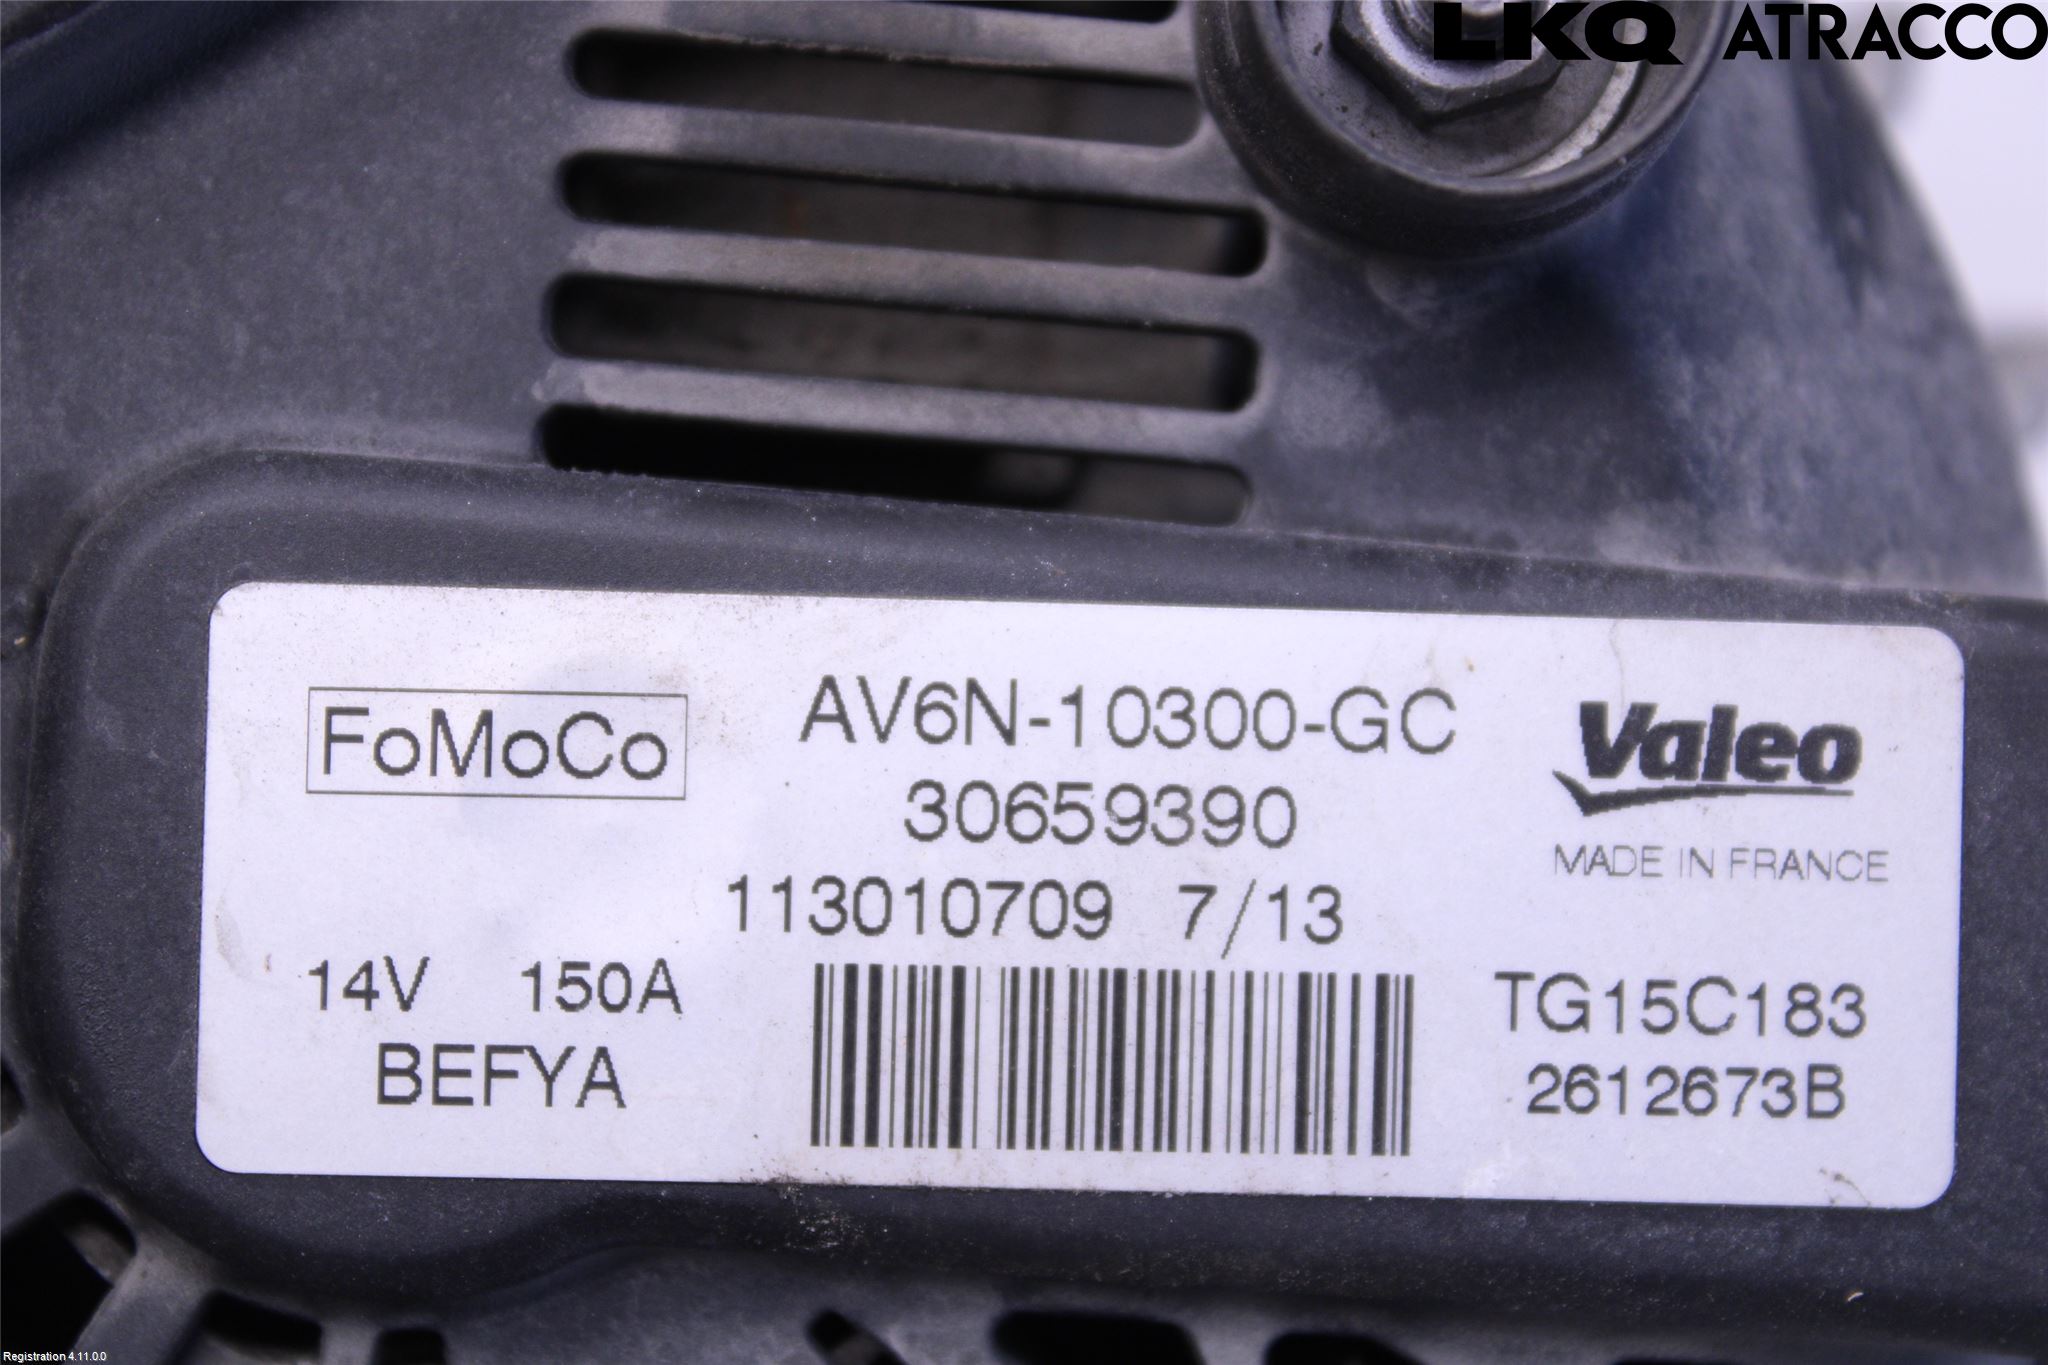 LKQ ATRACCO
FoMoCo
AV6N-10300-GC
30659390
113010709 7/13
Valeo
MADE IN FRANCE
14V 150A
BEFYA
TG15C183
2612673B
Registration 4.11.0.0